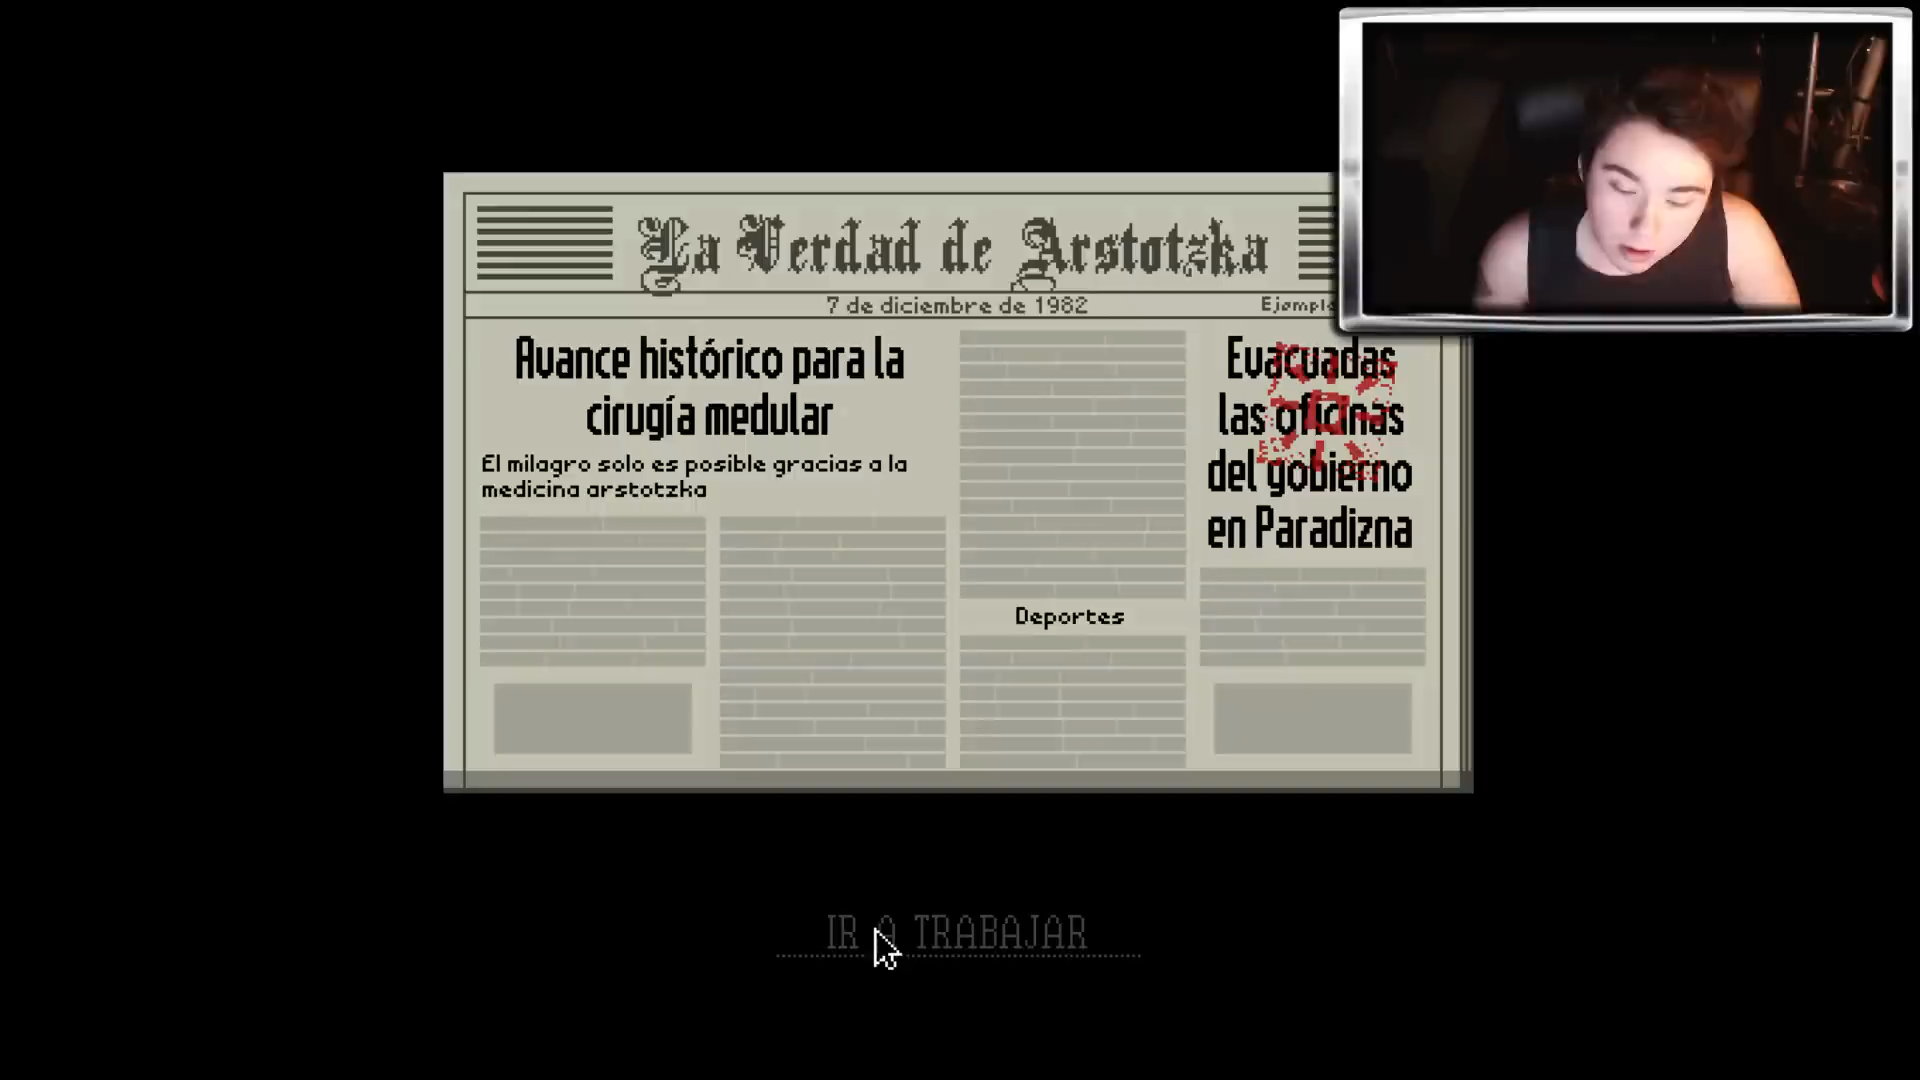 La Verdad de Arstotzka
7 de diciembre de 1982
Avance histórico para la
cirugía medular
El milagro solo es posible gracias a la
medicina arstotzka
Deportes
Evacuadas
las oficinas
del gobierno
en Paradizna
IR A TRABAJAR